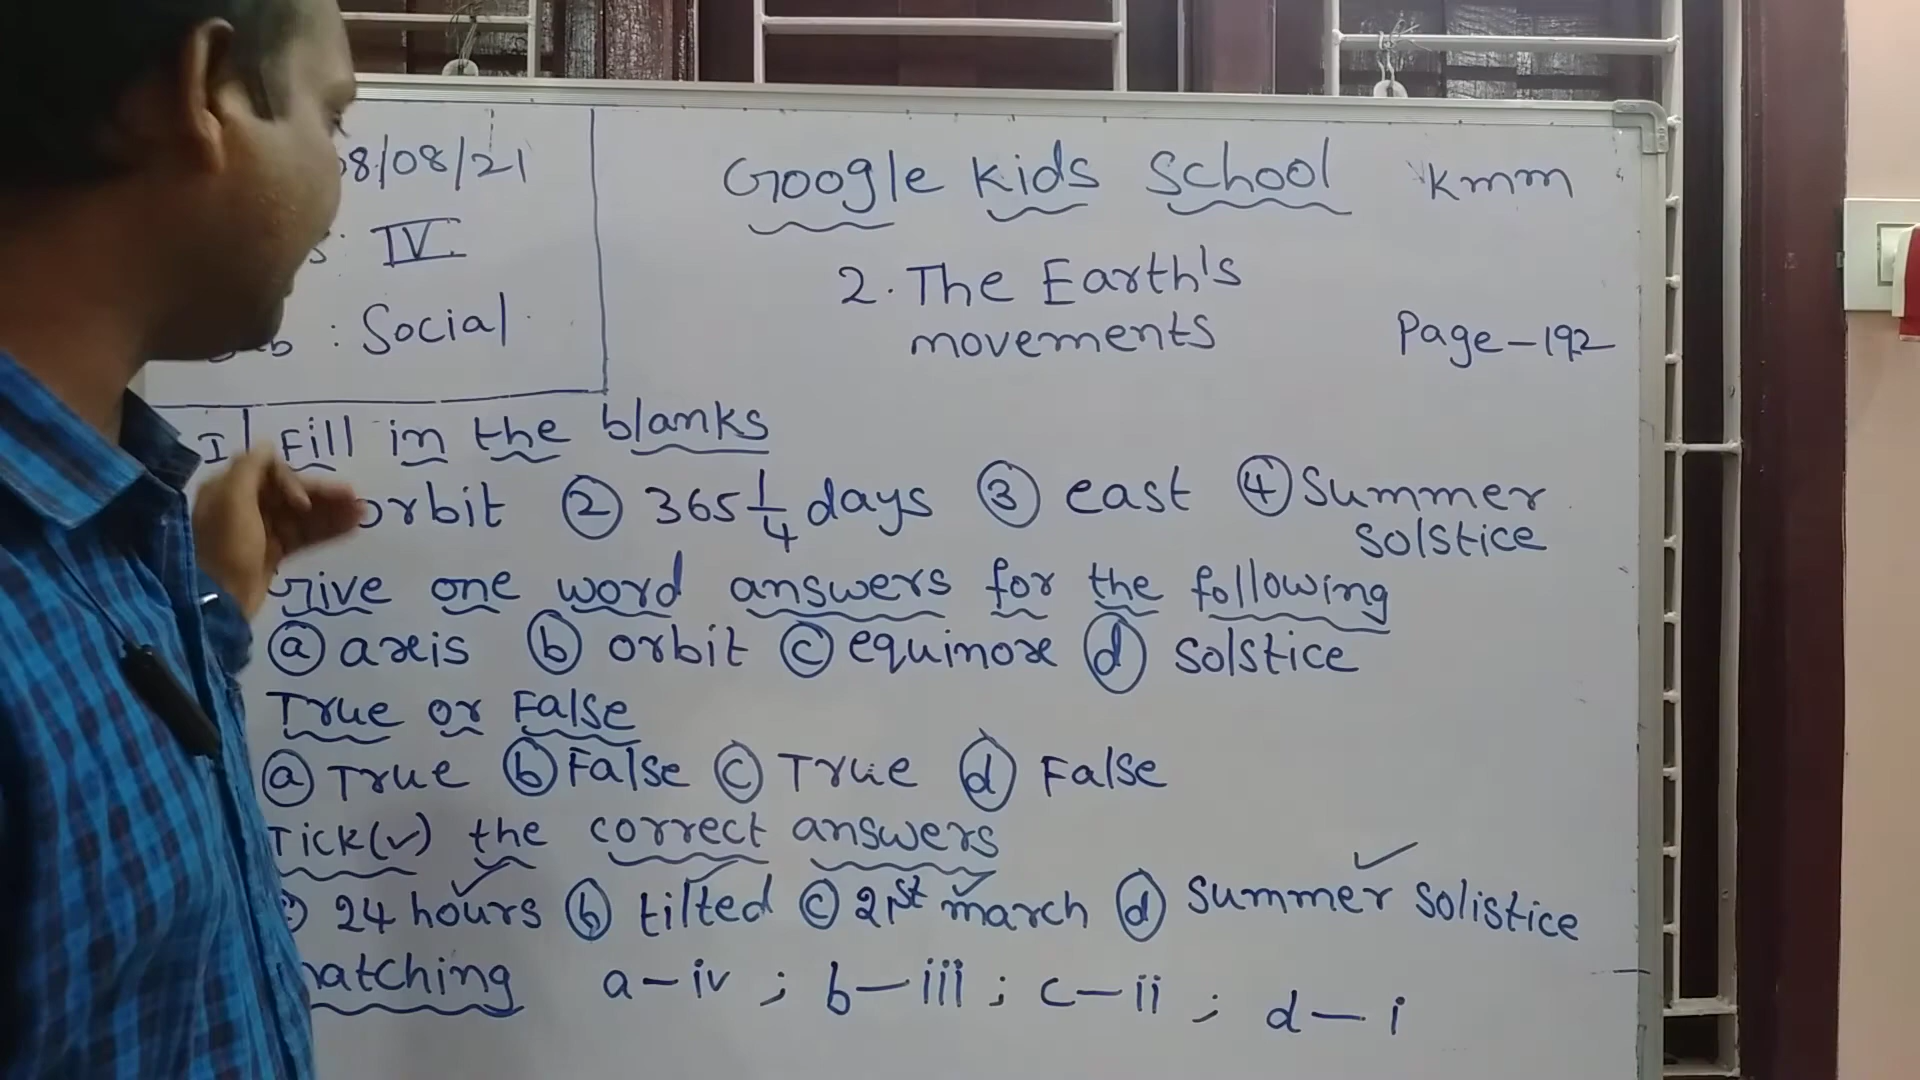 8/08/21
IV
: Social
Google Kids School Kmm
2. The Earth's
movements
Page-192
I Fill in the blanks
orbit ② 365 1/4 days ③ east ④ Summer
Solstice
Give one word answers for the following
ⓐ axis ⓑ orbit ⓒ equinox ⓓ Solstice
True or False
ⓐ True ⓑ False ⓒ True ⓓ False
Tick(✓) the correct answers
24 hours ✓ ⓑ tilted ✓ ⓒ 21st march ✓ ⓓ Summer Solistice ✓
matching a-iv ; b-iii ; c-ii ; d-i